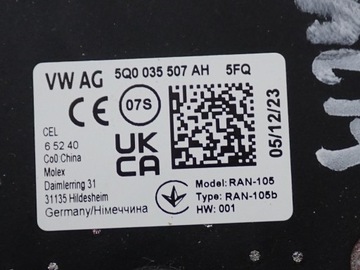 VW AG 5Q0 035 507 AH 5FQ
CE 07S
CEL
6 52 40
Co0 China
Molex
Daimlerring 31
31135 Hildesheim
Germany/Німеччина
UK
CA
05/12/23
Model: RAN-105
Type: RAN-105b
HW: 001